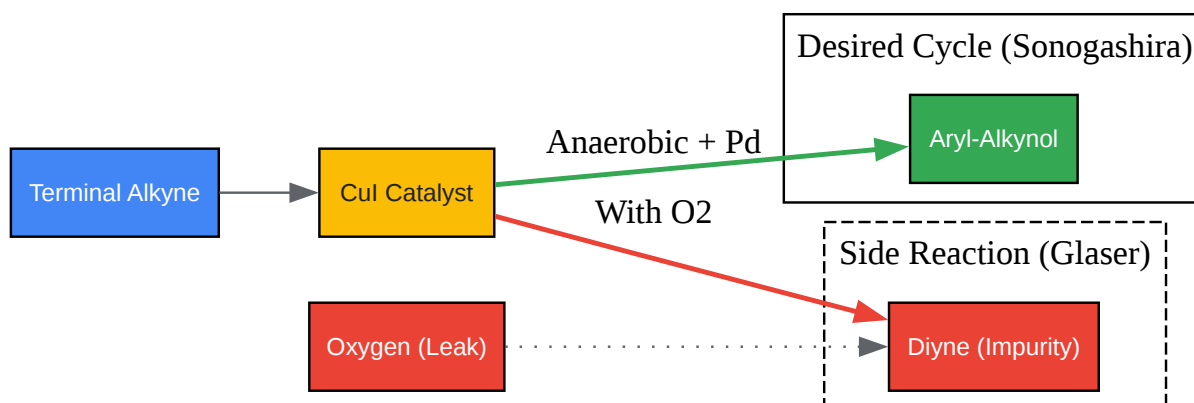 Desired Cycle (Sonogashira)
Aryl-Alkynol
Anaerobic + Pd
Terminal Alkyne
CuI Catalyst
With O2
Side Reaction (Glaser)
Oxygen (Leak)
Diyne (Impurity)